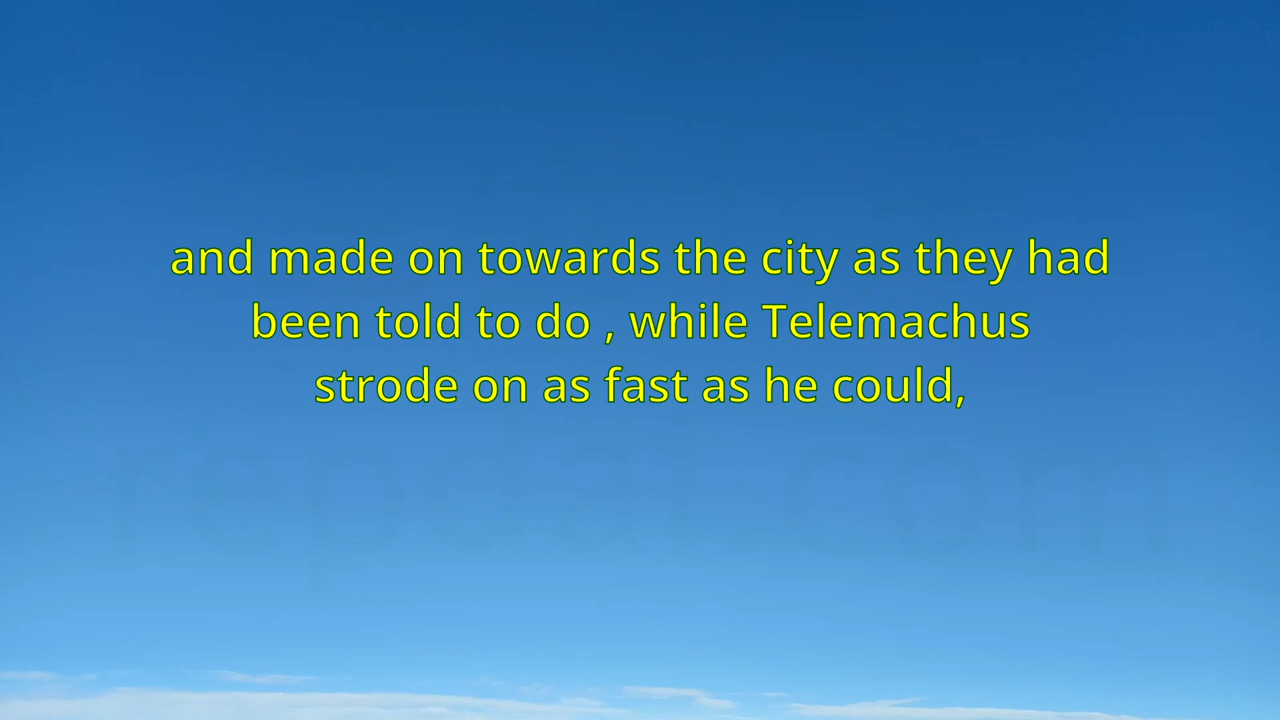 and made on towards the city as they had
been told to do , while Telemachus
strode on as fast as he could,